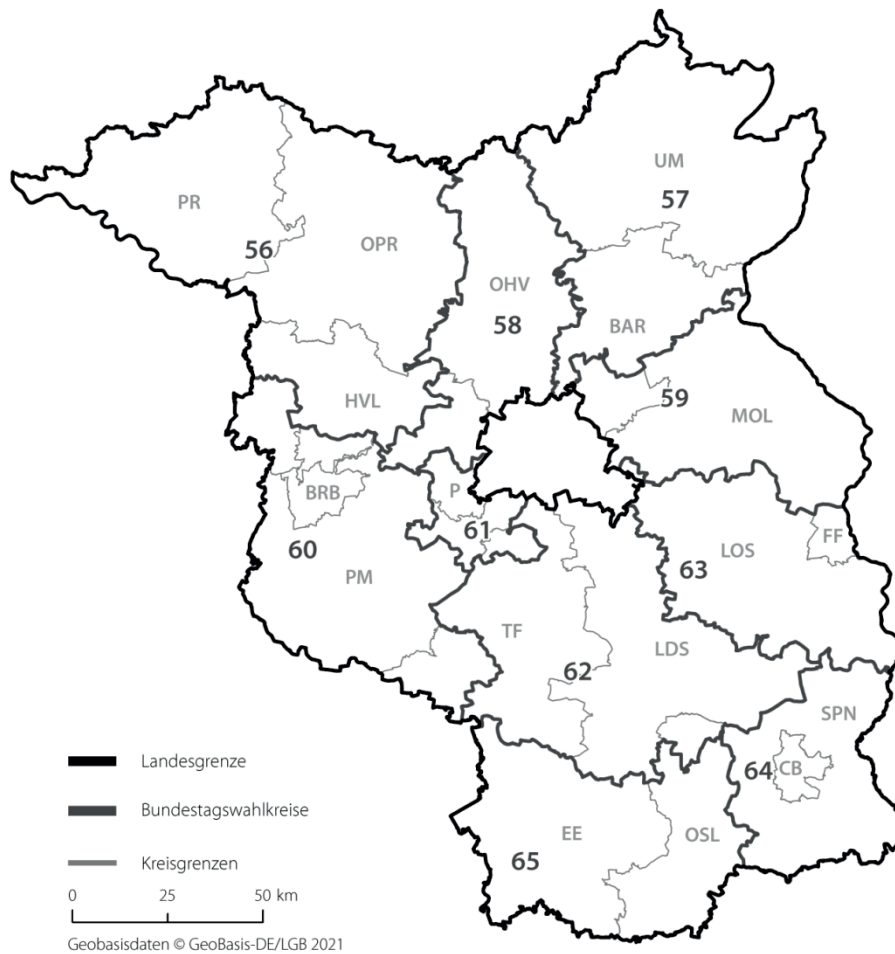 UM
57
PR
OPR
56
OHV
58
BAR
HVL
59
MOL
BRB
P
61
60
PM
FF
LOS
63
TF
62
LDS
SPN
64
CB
EE
OSL
65
Landesgrenze
Bundestagswahlkreise
Kreisgrenzen
0 25 50 km
Geobasisdaten © GeoBasis-DE/LGB 2021